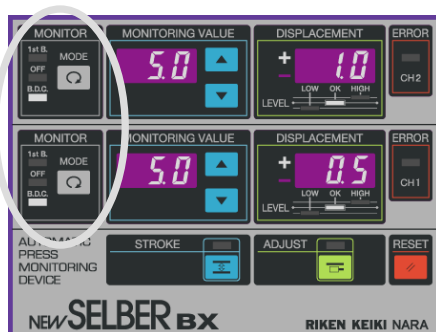 MONITOR MONITORING VALUE DISPLACEMENT ERROR
1st B.
OFF
B.D.C.
MODE
5.0
+ 1.0
-
LOW OK HIGH
LEVEL
CH2
MONITOR MONITORING VALUE DISPLACEMENT ERROR
1st B.
OFF
B.D.C.
MODE
5.0
+ 0.5
-
LOW OK HIGH
LEVEL
CH1
AUTOMATIC
PRESS
MONITORING
DEVICE
STROKE ADJUST RESET
NEW SELBER BX RIKEN KEIKI NARA